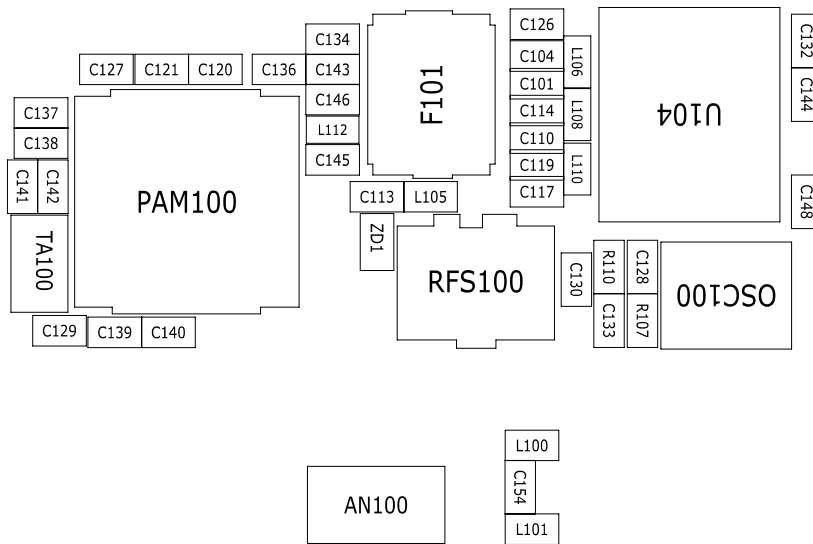 C134
C126
C132
C104
L106
C127
C121
C120
C136
C143
F101
C101
C144
C146
C114
L108
U104
C137
L112
C110
C138
C145
C119
L110
C141
C142
PAM100
C113
L105
C117
C148
TA100
ZD1
RFS100
C130
R110
C128
OSC100
C129
C139
C140
C133
R107
L100
C154
AN100
L101